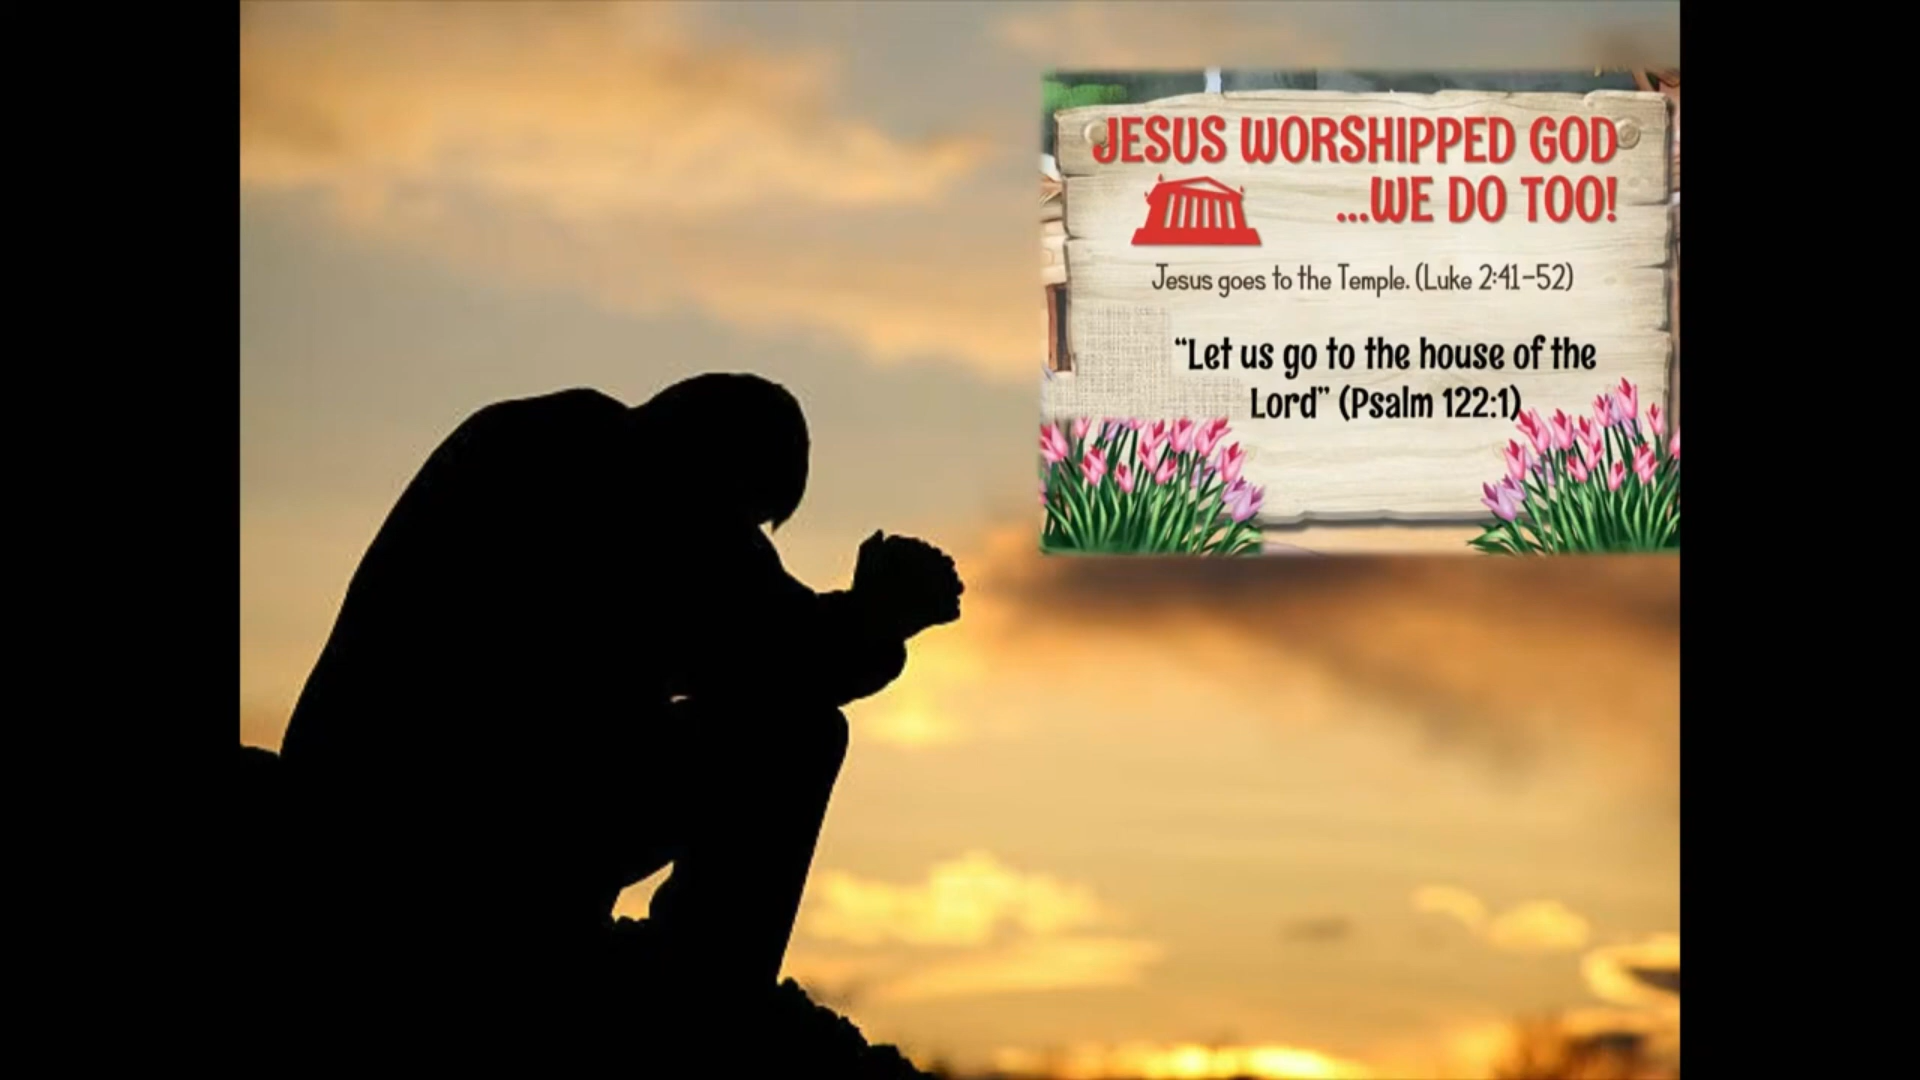 JESUS WORSHIPPED GOD
...WE DO TOO!
Jesus goes to the Temple. (Luke 2:41-52)
“Let us go to the house of the
Lord” (Psalm 122:1)